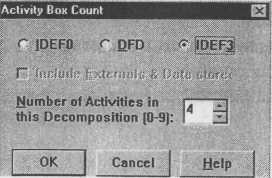 Activity Box Count
IDEF0 DFD IDEF3
Include Externals & Data stores
Number of Activities in
this Decomposition (0-9): 4
OK Cancel Help